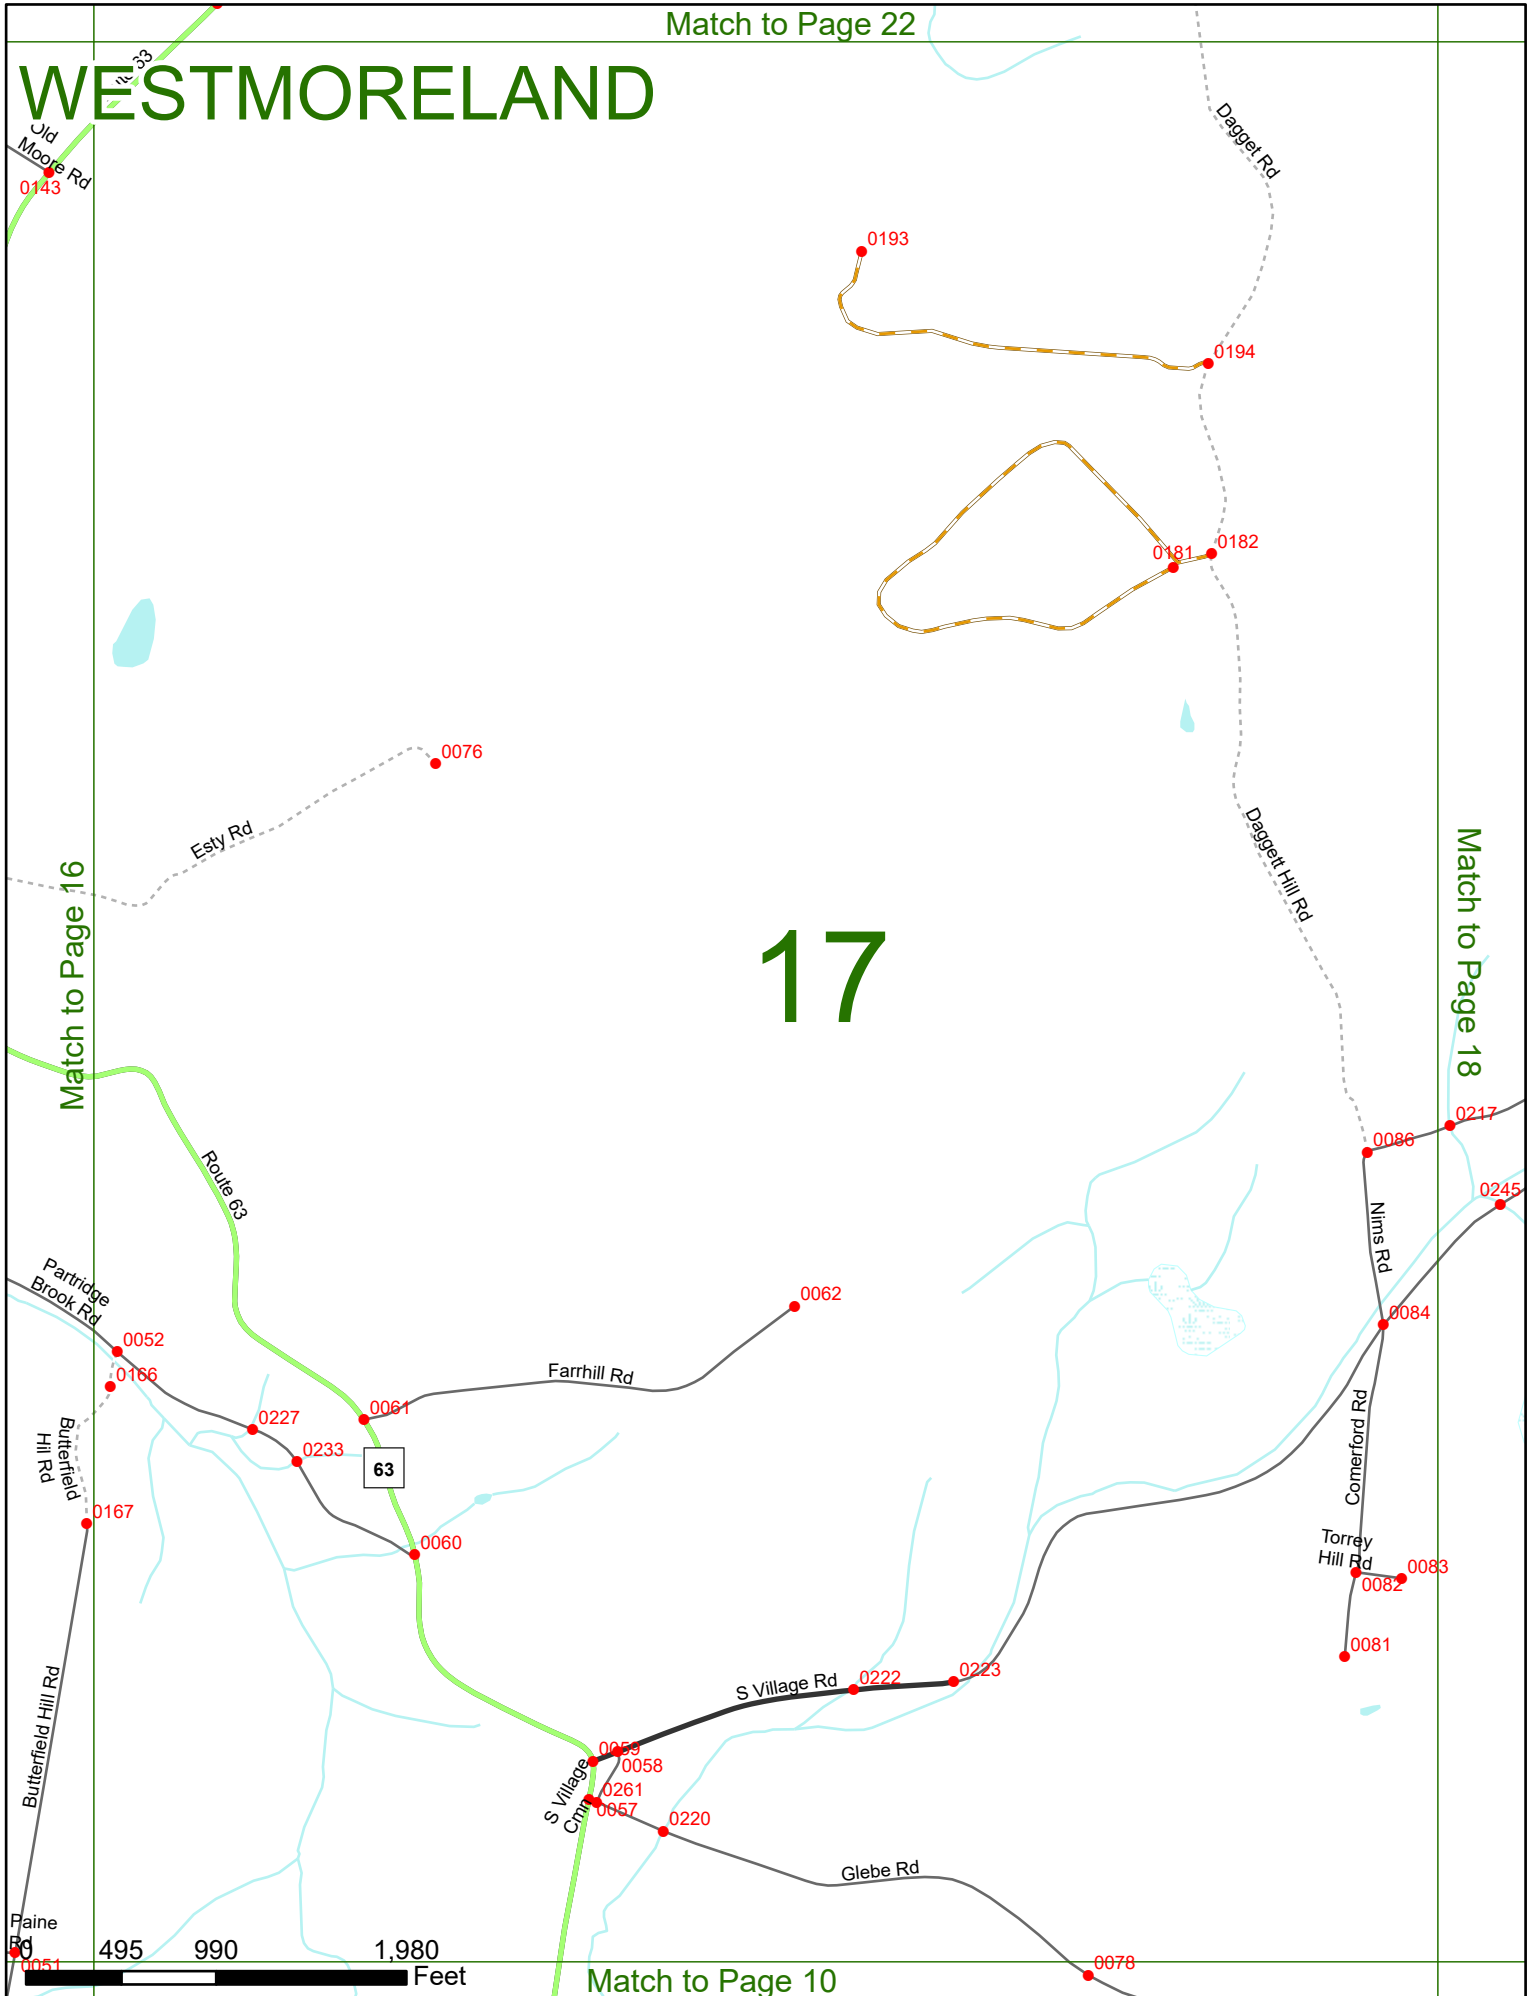 Match to Page 22
WESTMORELAND
Old
Moore Rd
0143
Dagget Rd
0193
0194
0181
0182
0076
Esty Rd
Match to Page 16
17
Daggett Hill Rd
Match to Page 18
0217
0086
0245
Route 63
Nims Rd
Partridge
Brook Rd
0052
0166
0062
0084
Farrhill Rd
0061
0227
0233
63
Butterfield
Hill Rd
Comerford Rd
0167
0060
Torrey
Hill Rd
0083
0082
0081
Butterfield Hill Rd
S Village Rd
0222
0223
0059
0058
S Village
Cmn
0261
0057
0220
Glebe Rd
Paine
Rd
0051
0 495 990 1,980
Feet
Match to Page 10
0078